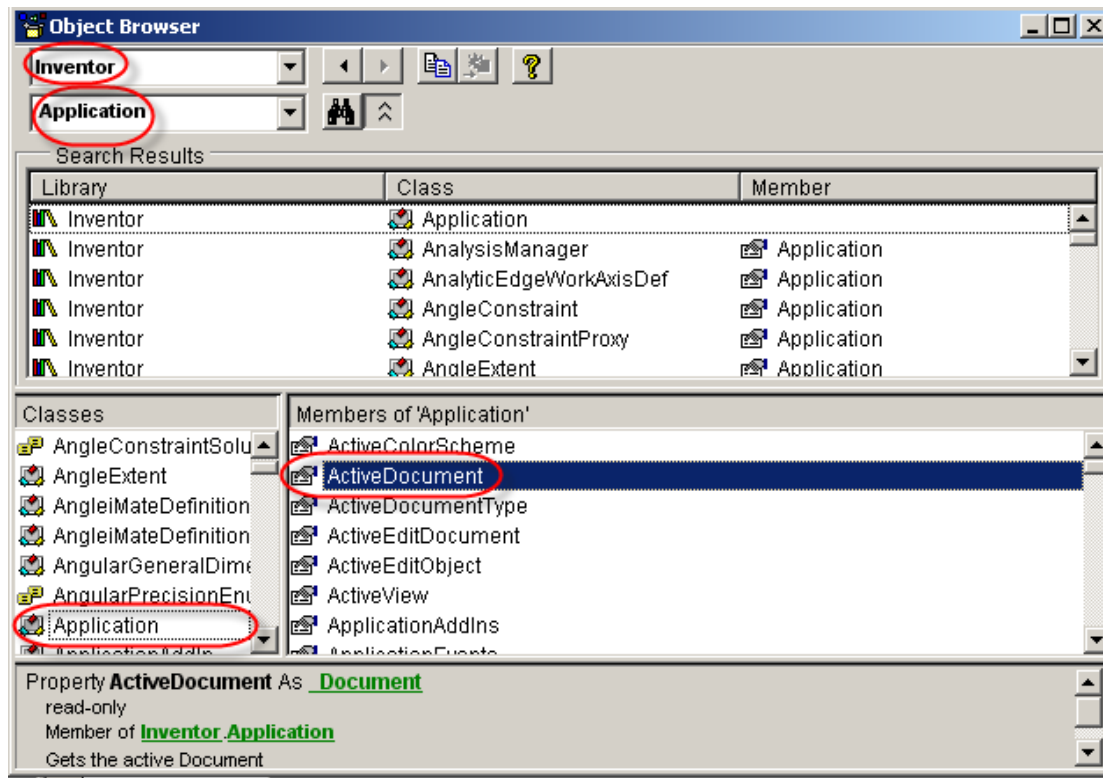 Object Browser
Inventor
Application
Search Results
Library Class Member
Inventor Application
Inventor AnalysisManager Application
Inventor AnalyticEdgeWorkAxisDef Application
Inventor AngleConstraint Application
Inventor AngleConstraintProxy Application
Inventor AngleExtent Application
Classes
AngleConstraintSolu
AngleExtent
AngleiMateDefinition
AngleiMateDefinition
AngularGeneralDime
AngularPrecisionEnu
Application
ApplicationAddIn
Members of 'Application'
ActiveColorScheme
ActiveDocument
ActiveDocumentType
ActiveEditDocument
ActiveEditObject
ActiveView
ApplicationAddIns
ApplicationEvents
Property ActiveDocument As _Document
read-only
Member of Inventor.Application
Gets the active Document